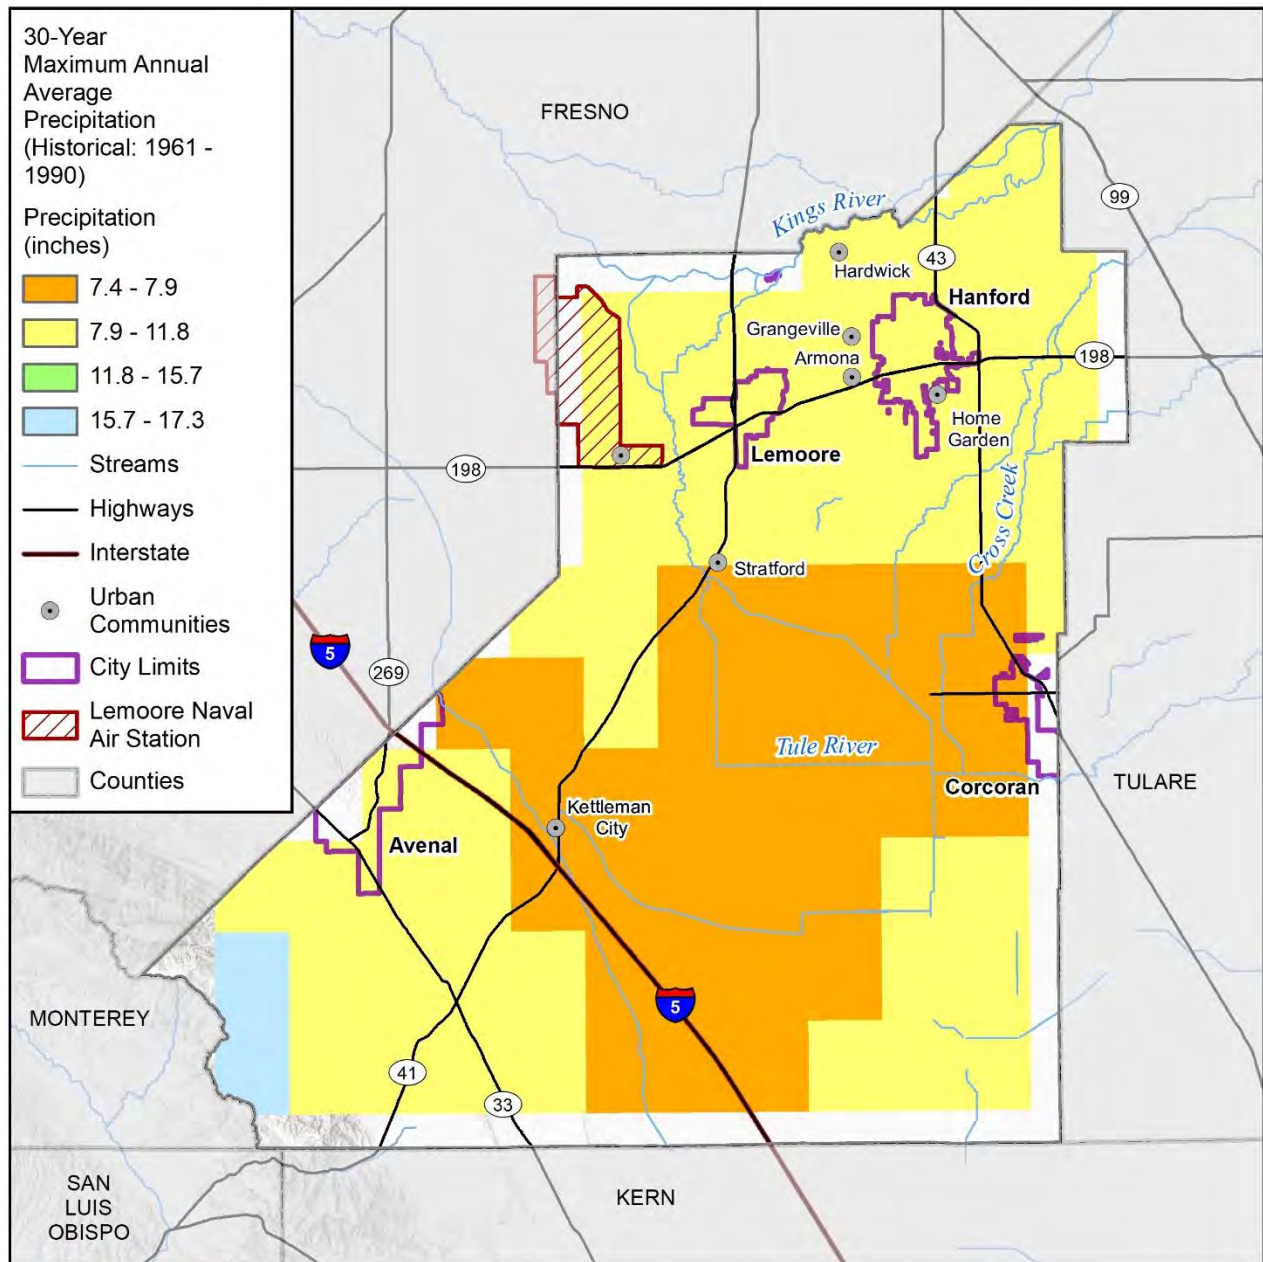 30-Year
Maximum Annual
Average
Precipitation
(Historical: 1961 -
1990)
Precipitation
(inches)
7.4 - 7.9
7.9 - 11.8
11.8 - 15.7
15.7 - 17.3
Streams
Highways
Interstate
Urban
Communities
City Limits
Lemoore Naval
Air Station
Counties
FRESNO
99
Kings River
43
Hardwick
Hanford
Grangeville
Armona
198
Home
Garden
Lemoore
198
Cross Creek
Stratford
5
269
Tule River
Corcoran
TULARE
Kettleman
City
Avenal
5
MONTEREY
41
33
SAN
LUIS
OBISPO
KERN